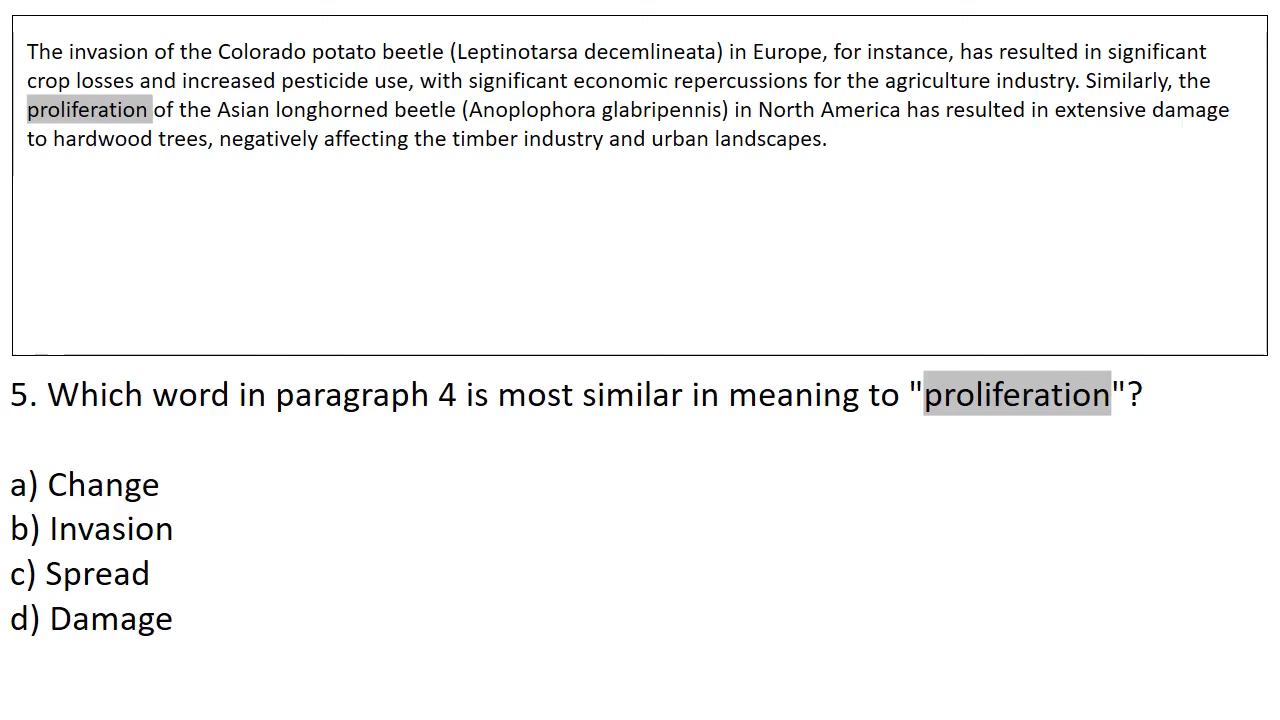 The invasion of the Colorado potato beetle (Leptinotarsa decemlineata) in Europe, for instance, has resulted in significant
crop losses and increased pesticide use, with significant economic repercussions for the agriculture industry. Similarly, the
proliferation of the Asian longhorned beetle (Anoplophora glabripennis) in North America has resulted in extensive damage
to hardwood trees, negatively affecting the timber industry and urban landscapes.
5. Which word in paragraph 4 is most similar in meaning to "proliferation"?
a) Change
b) Invasion
c) Spread
d) Damage